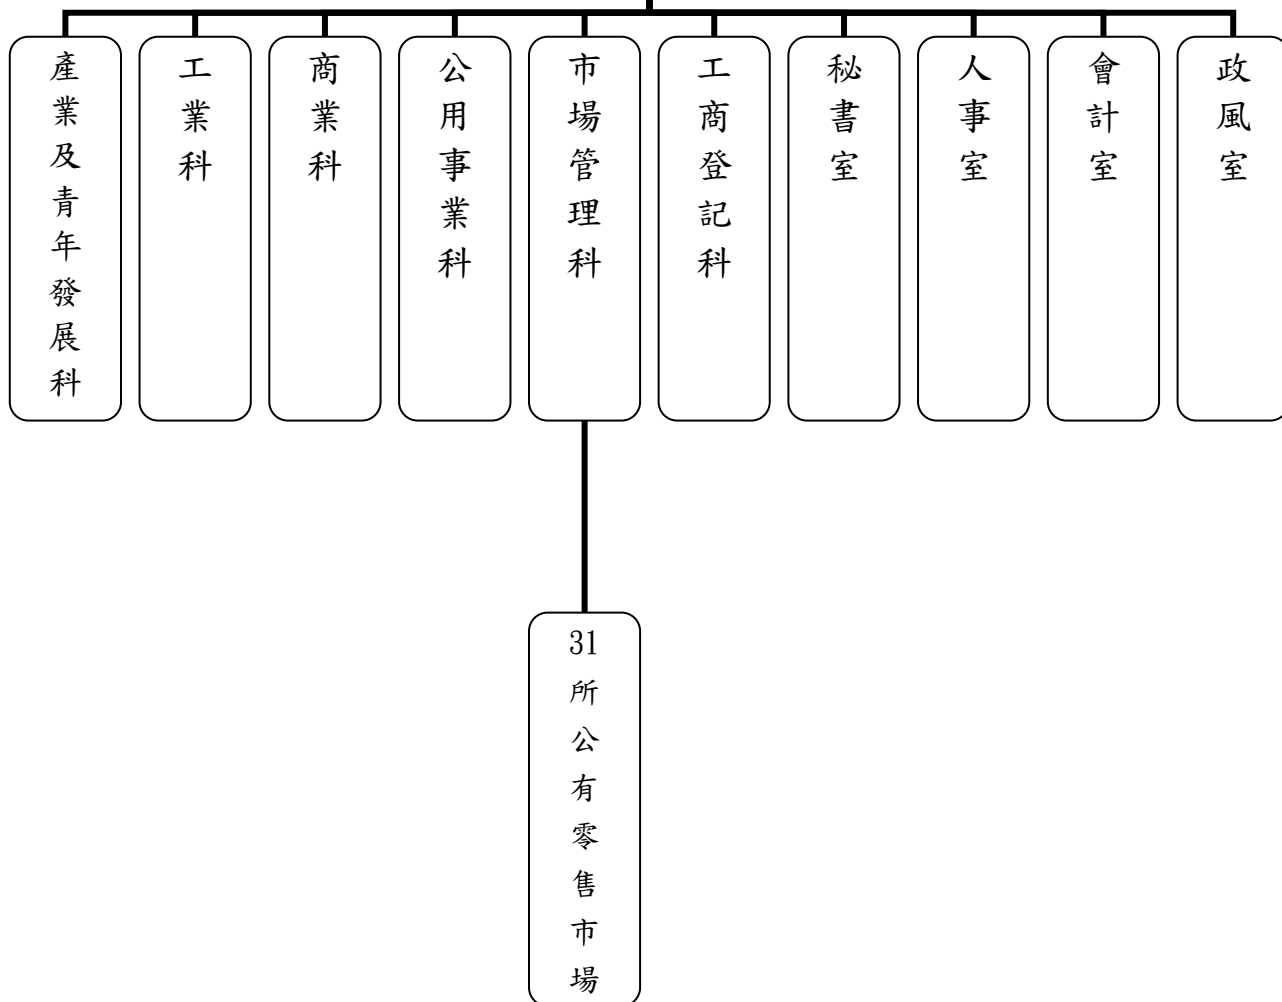 產業及青年發展科
工業科
商業科
公用事業科
市場管理科
工商登記科
秘書室
人事室
會計室
政風室
31所公有零售市場